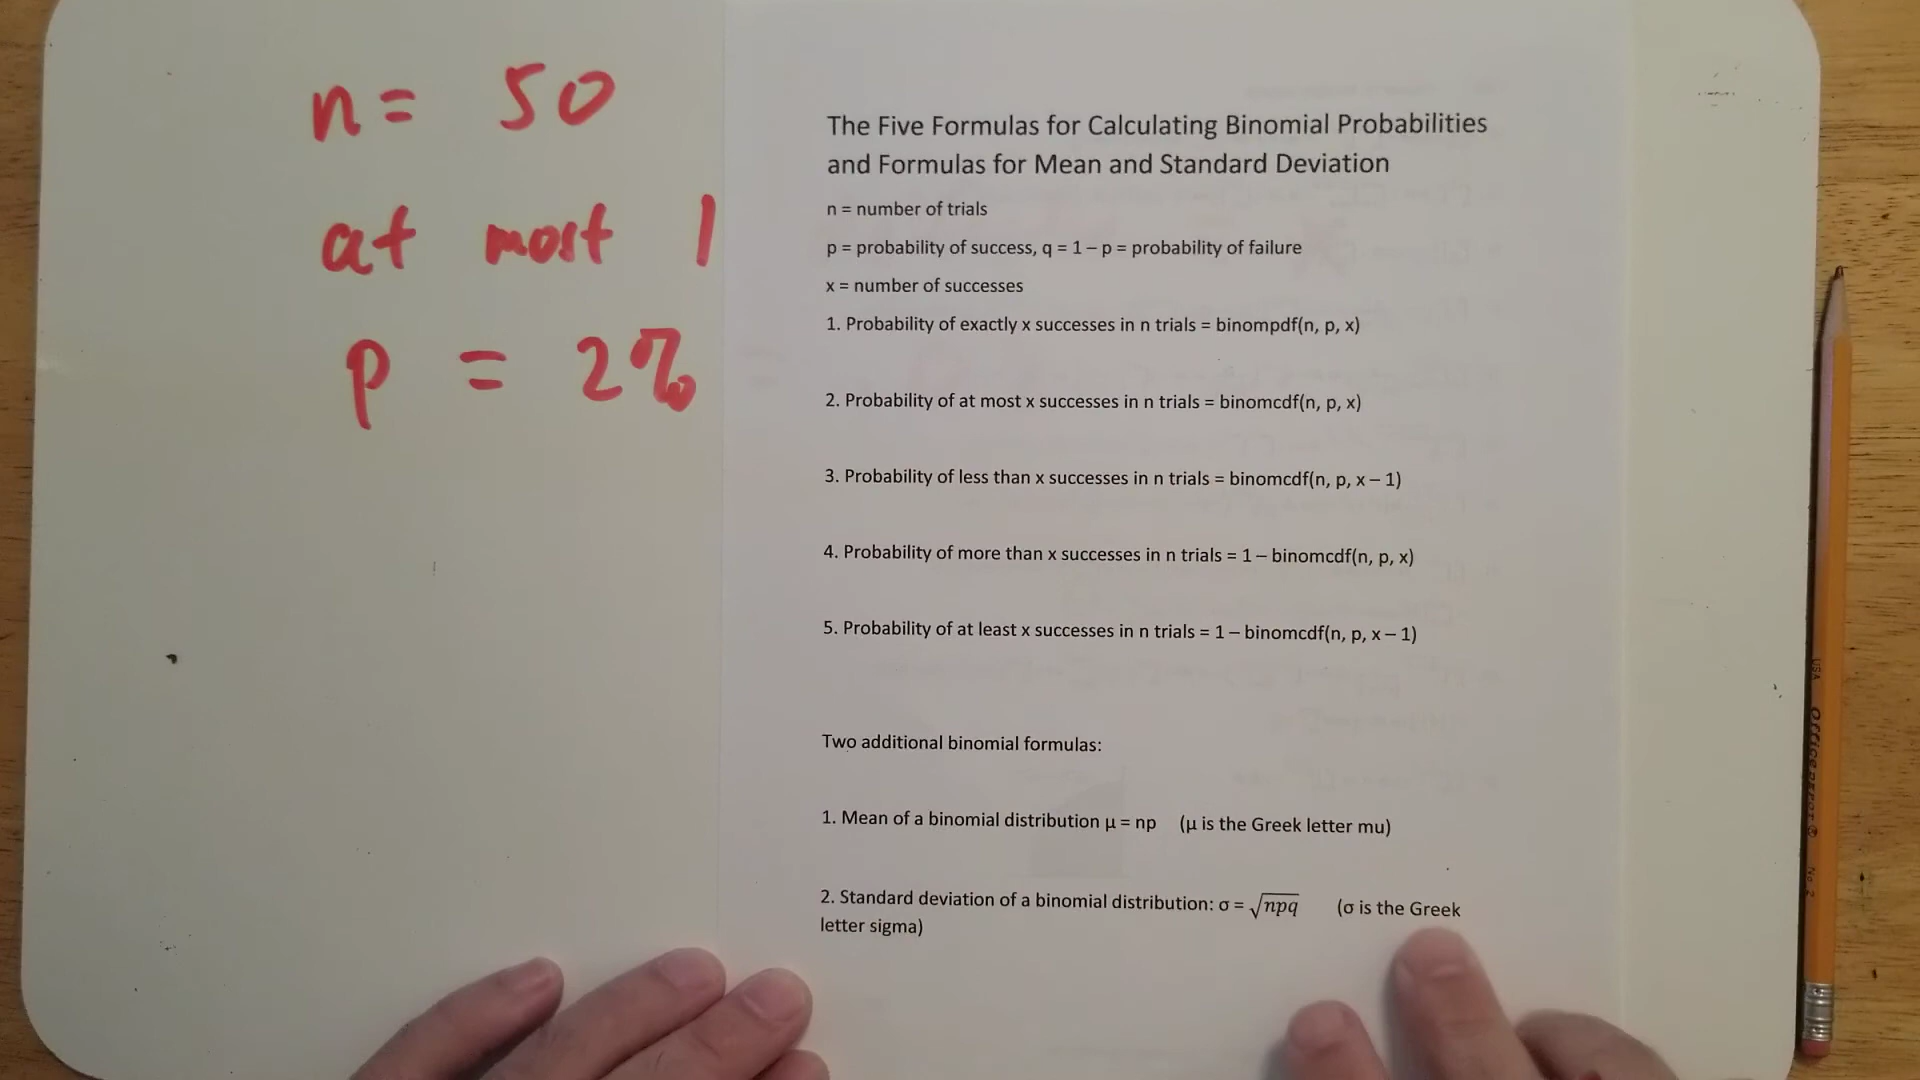 n = 50
at most 1
p = 2%
The Five Formulas for Calculating Binomial Probabilities
and Formulas for Mean and Standard Deviation
n = number of trials
p = probability of success, q = 1 – p = probability of failure
x = number of successes
1. Probability of exactly x successes in n trials = binompdf(n, p, x)
2. Probability of at most x successes in n trials = binomcdf(n, p, x)
3. Probability of less than x successes in n trials = binomcdf(n, p, x – 1)
4. Probability of more than x successes in n trials = 1 – binomcdf(n, p, x)
5. Probability of at least x successes in n trials = 1 – binomcdf(n, p, x – 1)
Two additional binomial formulas:
1. Mean of a binomial distribution μ = np (μ is the Greek letter mu)
2. Standard deviation of a binomial distribution: σ = √npq (σ is the Greek
letter sigma)
USA OfficeDepot® No. 2